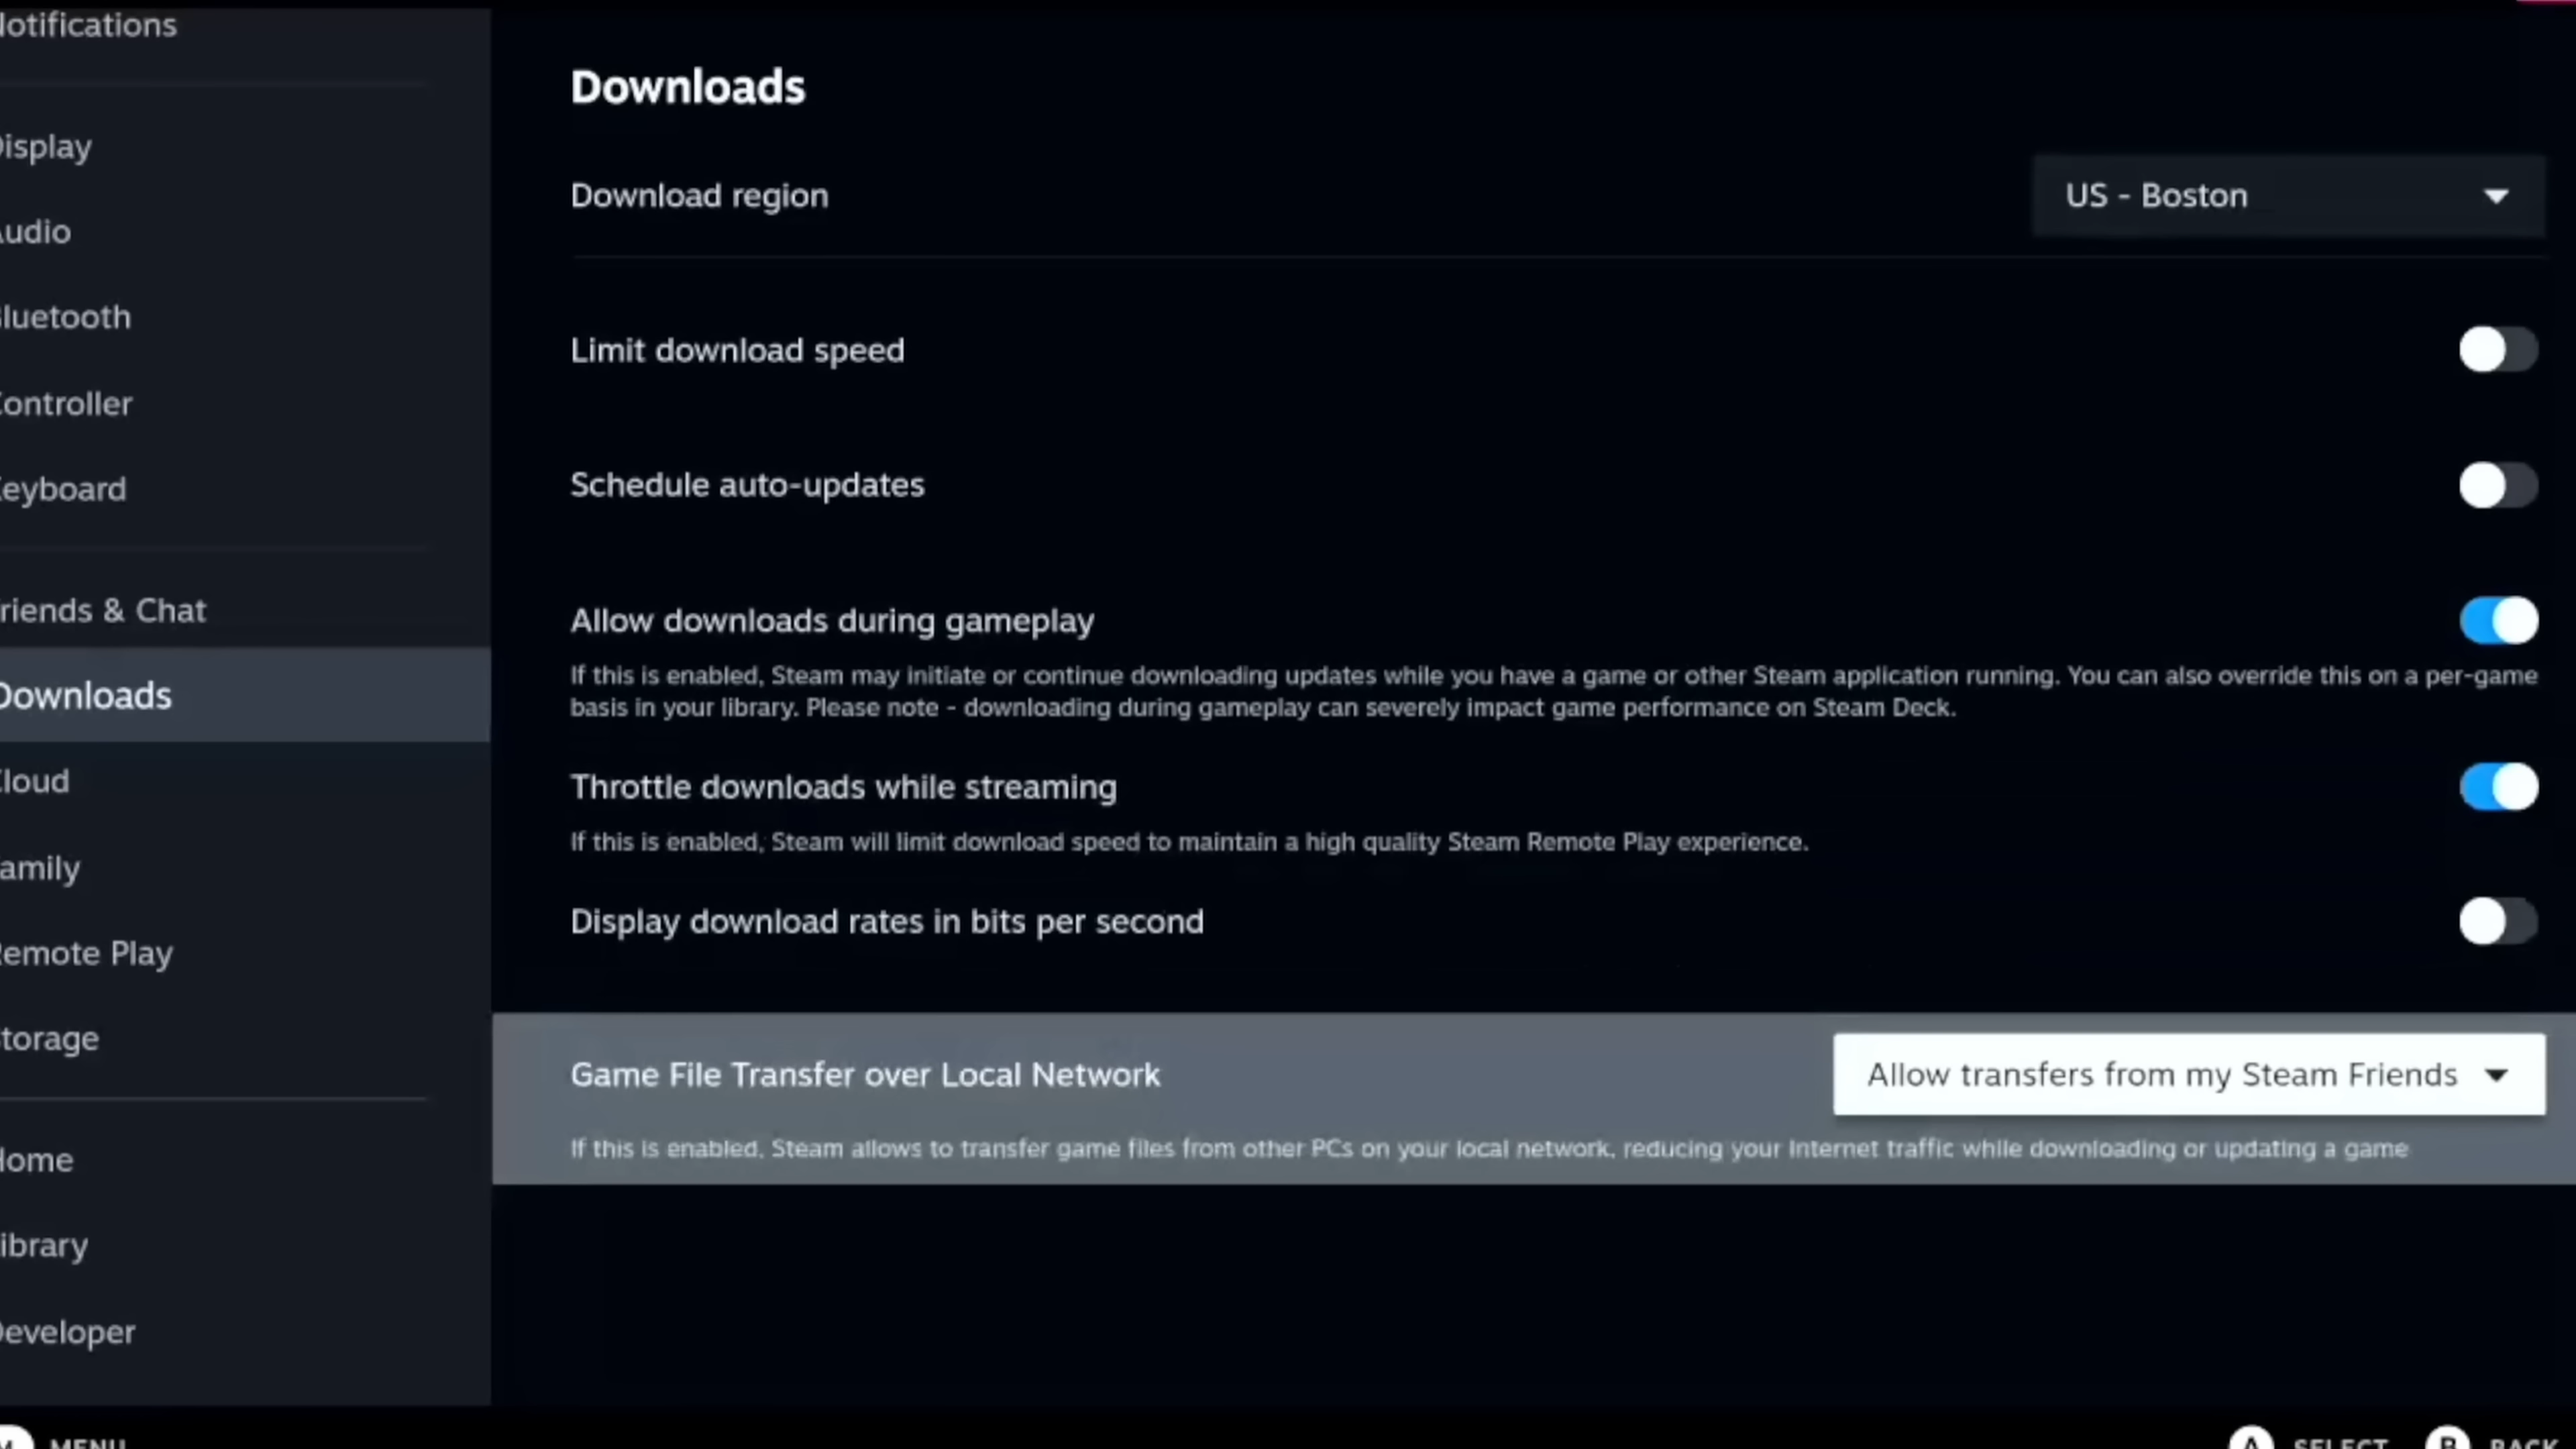 Notifications
Display
Audio
Bluetooth
Controller
Keyboard
Friends & Chat
Downloads
Cloud
Family
Remote Play
Storage
Home
Library
Developer
Downloads
Download region
US - Boston
Limit download speed
Schedule auto-updates
Allow downloads during gameplay
If this is enabled, Steam may initiate or continue downloading updates while you have a game or other Steam application running. You can also override this on a per-game
basis in your library. Please note - downloading during gameplay can severely impact game performance on Steam Deck.
Throttle downloads while streaming
If this is enabled, Steam will limit download speed to maintain a high quality Steam Remote Play experience.
Display download rates in bits per second
Game File Transfer over Local Network
Allow transfers from my Steam Friends
If this is enabled, Steam allows to transfer game files from other PCs on your local network, reducing your Internet traffic while downloading or updating a game
MENU
A SELECT B BACK